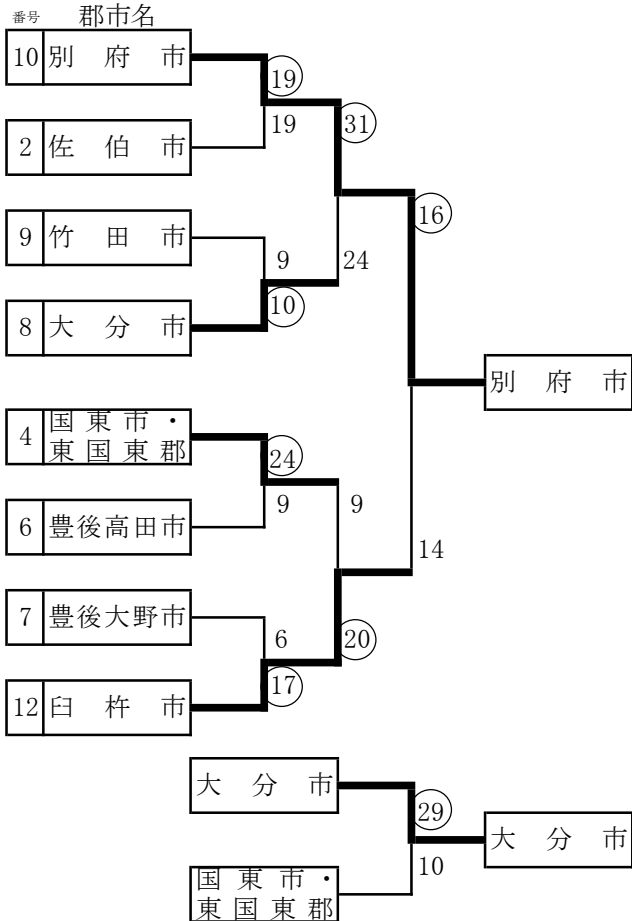 番号 郡市名
10 別府市
19
2 佐伯市
19
31
9 竹田市
9
24
8 大分市
10
16
別府市
4 国東市・
東国東郡
24
6 豊後高田市
9
9
14
7 豊後大野市
6
20
12 臼杵市
17
大分市
29
大分市
10
国東市・
東国東郡